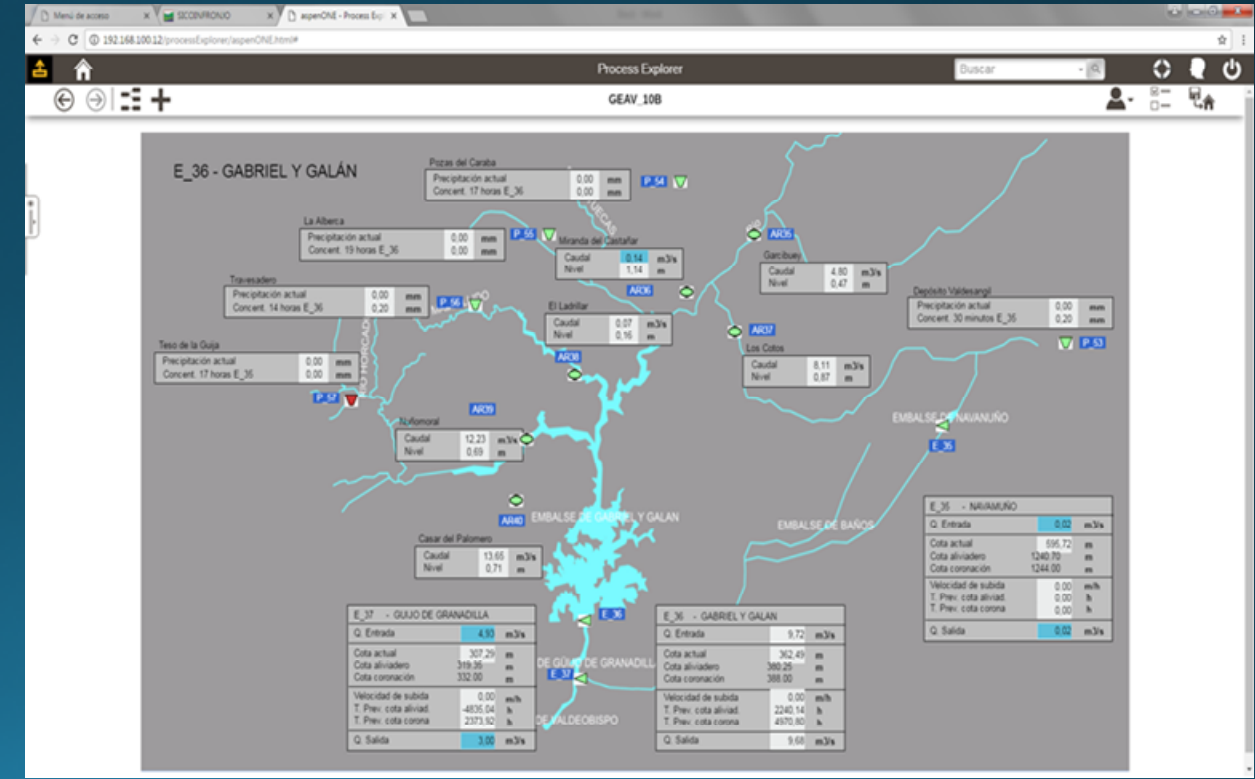 Menú de acceso
SICOINFRONJO
aspenONE - Process Exp
192.168.100.12/processExplorer/aspenONE.html#
Process Explorer
Buscar
GEAV_10B
E_36 - GABRIEL Y GALÁN
Pozas del Caraba
Precipitación actual 0,00 mm
Concent. 17 horas E_36 0,00 mm
P_54
La Alberca
Precipitación actual 0,00 mm
Concent. 19 horas E_36 0,00 mm
P_55
Miranda del Castañar
Caudal 0,14 m3/s
Nivel 1,14 m
AR36
AR35
Garcibuey
Caudal 4,80 m3/s
Nivel 0,47 m
Travesadero
Precipitación actual 0,00 mm
Concent. 14 horas E_36 0,20 mm
P_56
El Ladrillar
Caudal 0,07 m3/s
Nivel 0,16 m
AR38
AR37
Los Cotos
Caudal 8,11 m3/s
Nivel 0,87 m
Depósito Valdesangil
Precipitación actual 0,00 mm
Concent. 30 minutos E_35 0,20 mm
P_53
Teso de la Guija
Precipitación actual 0,00 mm
Concent. 17 horas E_36 0,00 mm
P_57
AR39
Nuñomoral
Caudal 12,23 m3/s
Nivel 0,69 m
EMBALSE DE NAVANUÑO
E_35
AR40
EMBALSE DE GABRIEL Y GALAN
EMBALSE DE BAÑOS
Casar del Palomero
Caudal 13,65 m3/s
Nivel 0,71 m
E_35 - NAVAMUÑO
Q. Entrada 0,02 m3/s
Cota actual 595,72 m
Cota aliviadero 1240.70 m
Cota coronación 1244.00 m
Velocidad de subida 0,00 m/h
T. Prev. cota aliviad. 0,00 h
T. Prev. cota corona 0,00 h
Q. Salida 0,02 m3/s
E_36
E_37
DE VALDEOBISPO
E_37 - GUIJO DE GRANADILLA
Q. Entrada 4,93 m3/s
Cota actual 307,29 m
Cota aliviadero 319.35 m
Cota coronación 332.00 m
Velocidad de subida 0,00 m/h
T. Prev. cota aliviad. -4835,04 h
T. Prev. cota corona 2373,92 h
Q. Salida 3,00 m3/s
E_36 - GABRIEL Y GALAN
Q. Entrada 9,72 m3/s
Cota actual 362,49 m
Cota aliviadero 380.25 m
Cota coronación 388.00 m
Velocidad de subida 0,00 m/h
T. Prev. cota aliviad. 2240,14 h
T. Prev. cota corona 4970,80 h
Q. Salida 9,68 m3/s